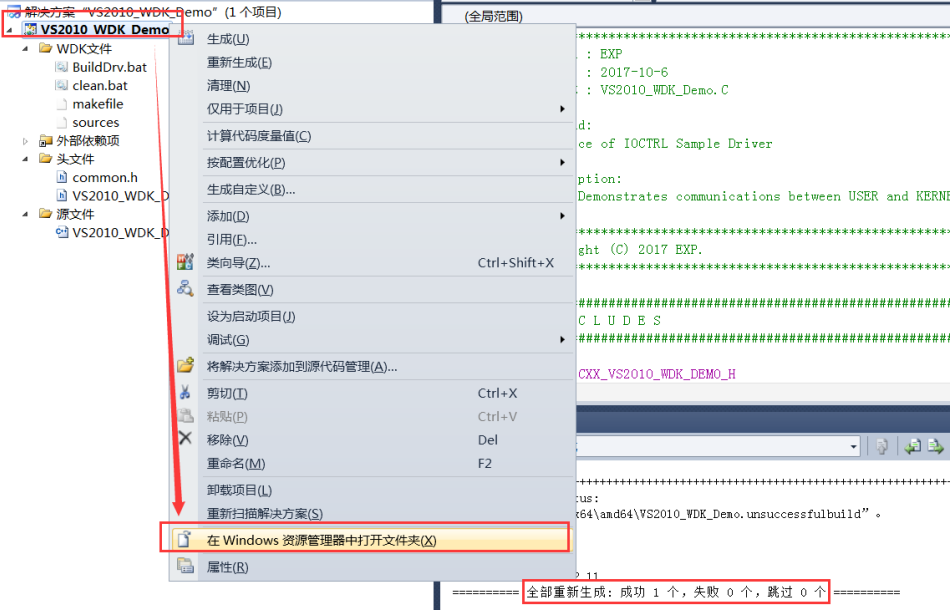 解决方案 “VS2010_WDK_Demo” (1 个项目)
VS2010_WDK_Demo
WDK文件
BuildDrv.bat
clean.bat
makefile
sources
外部依赖项
头文件
common.h
VS2010_WDK_D
源文件
VS2010_WDK_D
生成(U)
重新生成(E)
清理(N)
仅用于项目(J)
计算代码度量值(C)
按配置优化(P)
生成自定义(B)...
添加(D)
引用(F)...
类向导(Z)... Ctrl+Shift+X
查看类图(V)
设为启动项目(J)
调试(G)
将解决方案添加到源代码管理(A)...
剪切(T) Ctrl+X
粘贴(P) Ctrl+V
移除(V) Del
重命名(M) F2
卸载项目(L)
重新扫描解决方案(S)
在 Windows 资源管理器中打开文件夹(X)
属性(R)
(全局范围)
: EXP
: 2017-10-6
: VS2010_WDK_Demo.C
d:
ce of IOCTRL Sample Driver
ption:
Demonstrates communications between USER and KERNE
ght (C) 2017 EXP.
C L U D E S
CXX_VS2010_WDK_DEMO_H
tus:
x64\amd64\VS2010_WDK_Demo.unsuccessfulbuild”。
========== 全部重新生成: 成功 1 个，失败 0 个，跳过 0 个 ==========